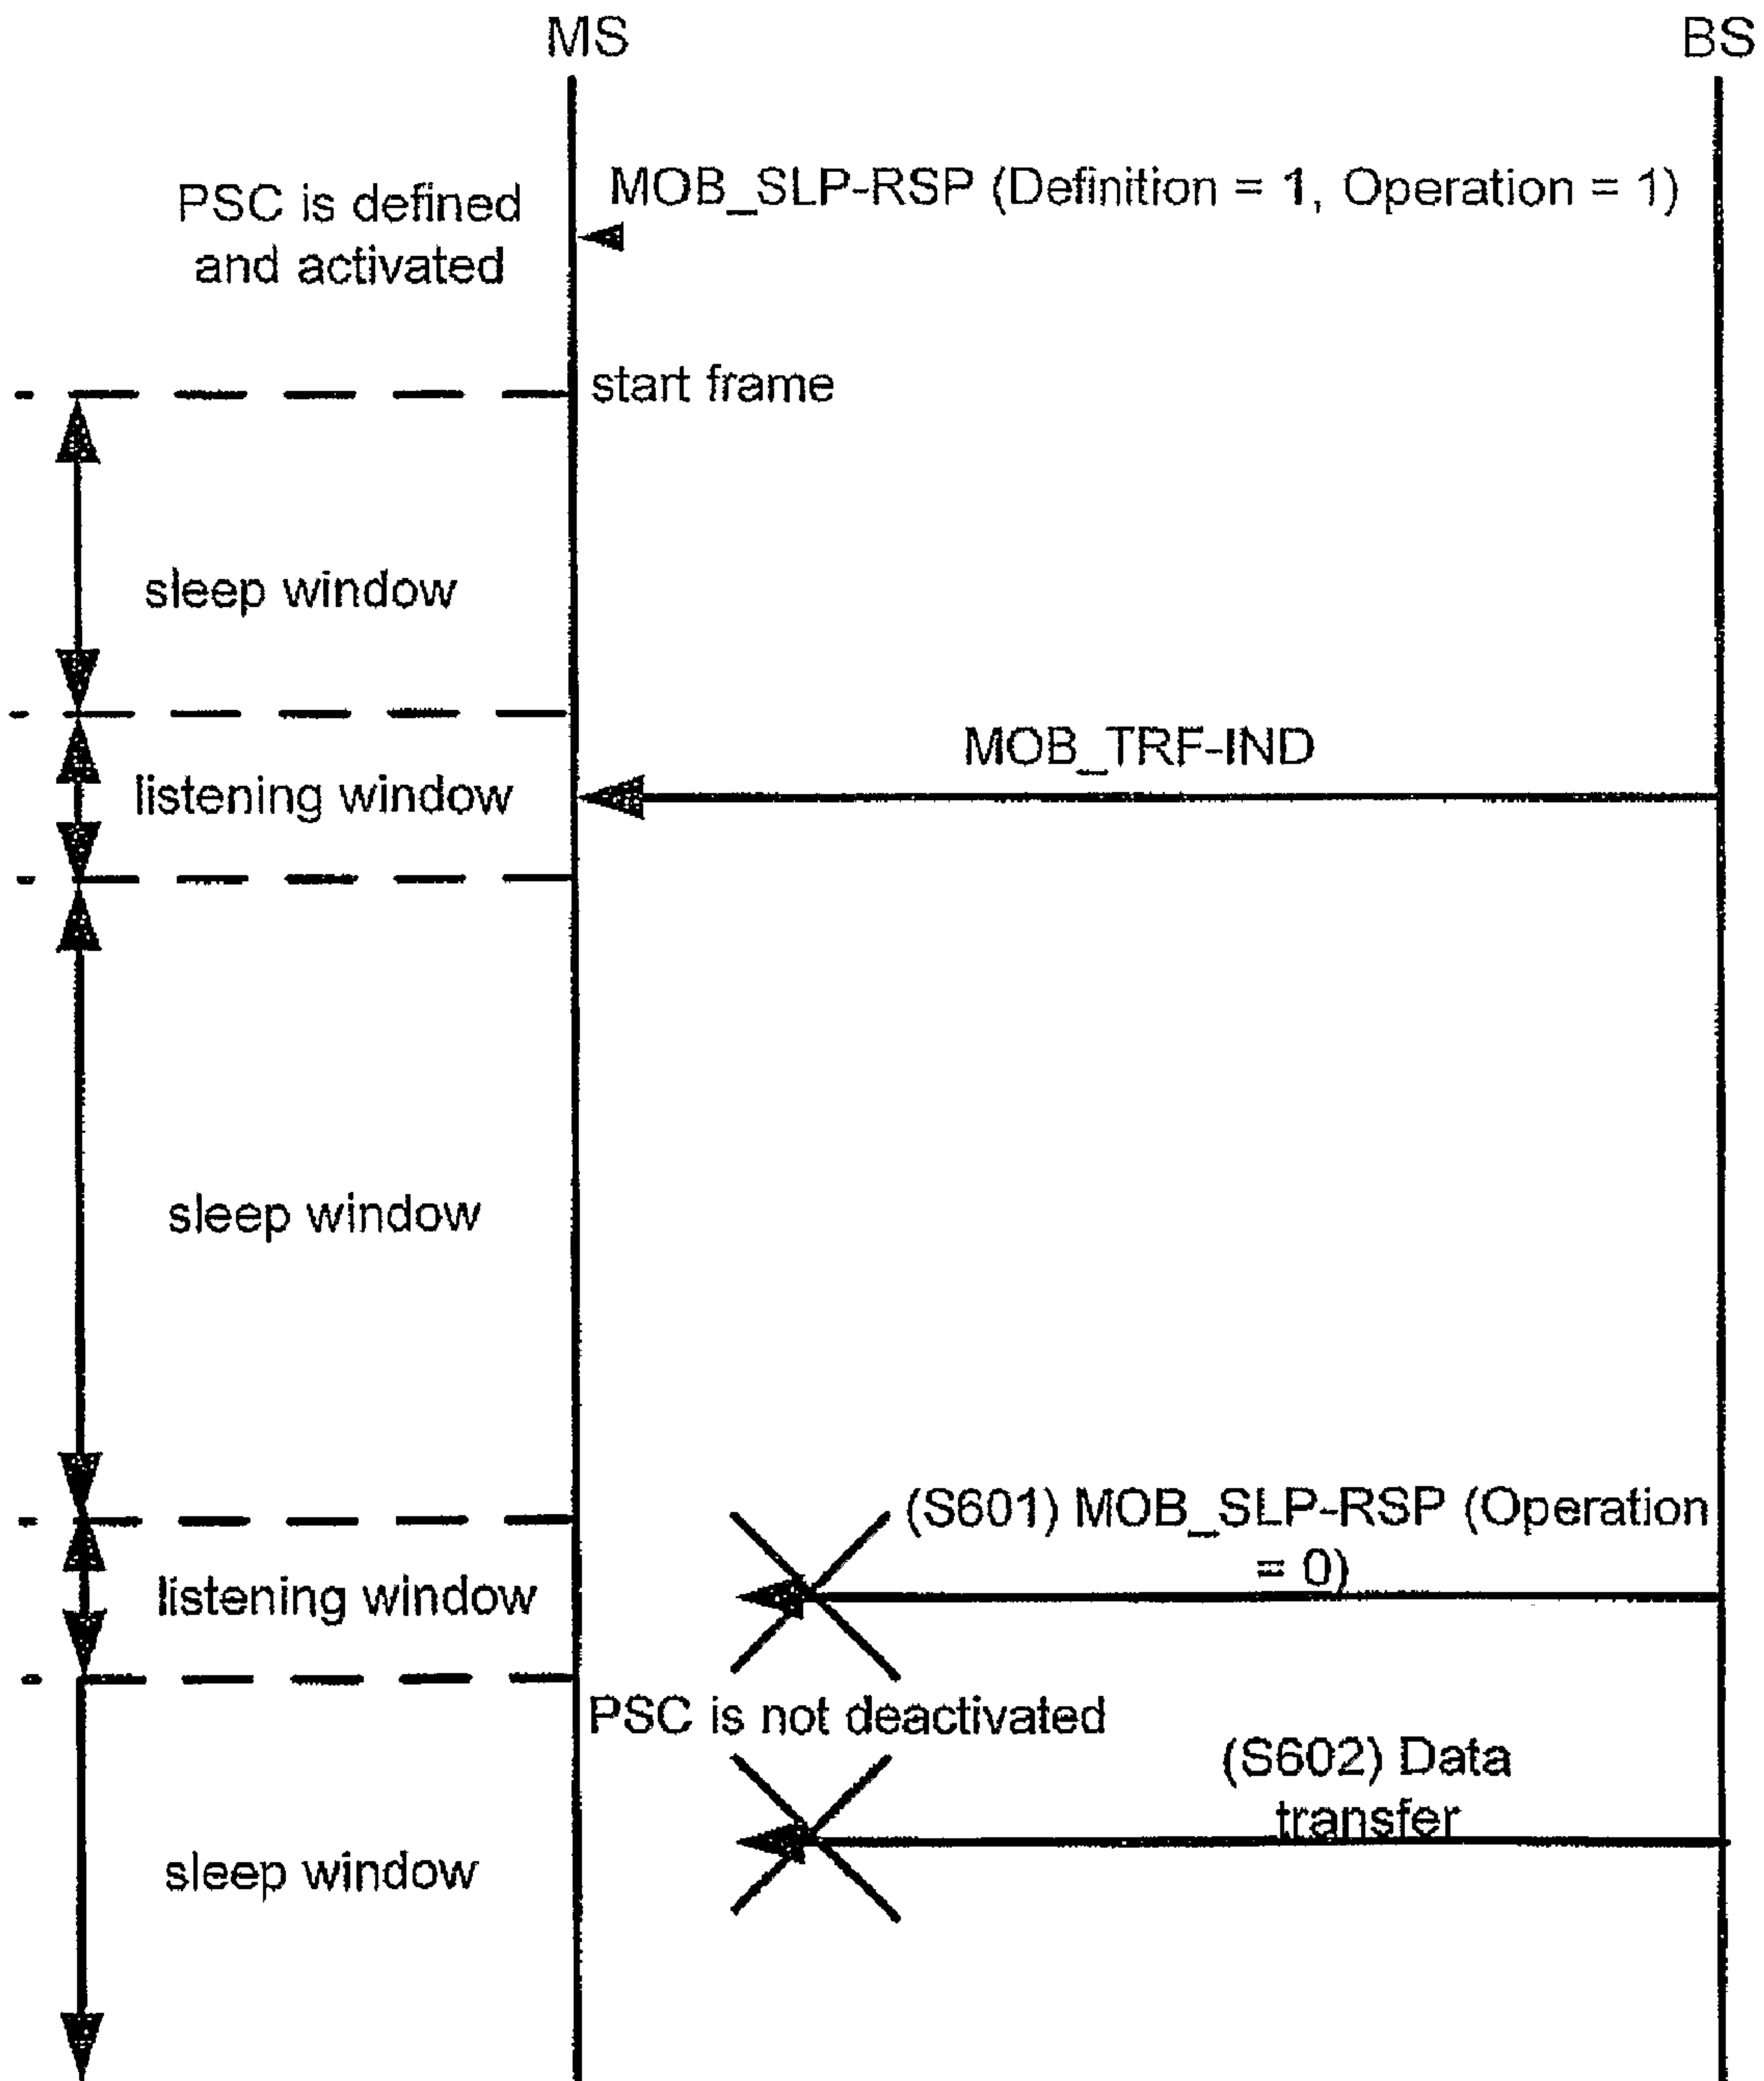 MS
BS
MOB_SLP-RSP (Definition = 1, Operation = 1)
PSC is defined
and activated
start frame
sleep window
MOB_TRF-IND
listening window
sleep window
(S601) MOB_SLP-RSP (Operation
= 0)
listening window
PSC is not deactivated
(S602) Data
transfer
sleep window